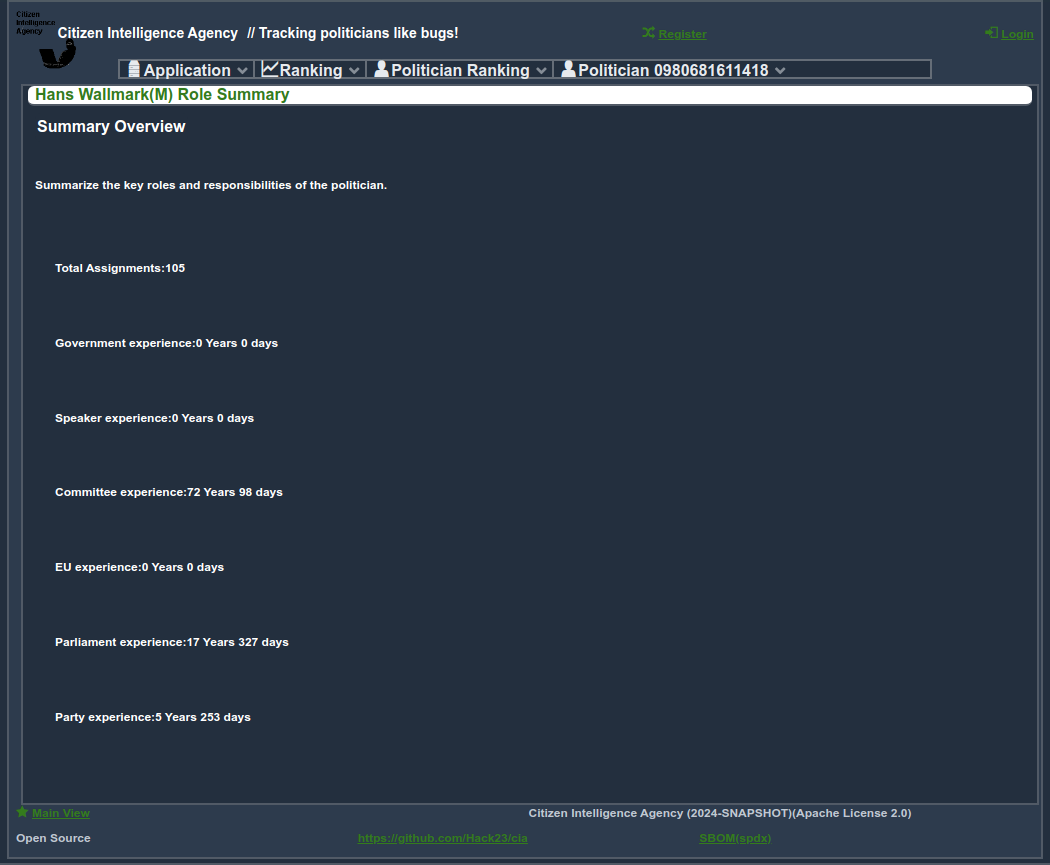 Citizen
Intelligence
Agency
Citizen Intelligence Agency // Tracking politicians like bugs!
Register
Login
Application
Ranking
Politician Ranking
Politician 0980681611418
Hans Wallmark(M) Role Summary
Summary Overview
Summarize the key roles and responsibilities of the politician.
Total Assignments:105
Government experience:0 Years 0 days
Speaker experience:0 Years 0 days
Committee experience:72 Years 98 days
EU experience:0 Years 0 days
Parliament experience:17 Years 327 days
Party experience:5 Years 253 days
Main View
Citizen Intelligence Agency (2024-SNAPSHOT)(Apache License 2.0)
Open Source
https://github.com/Hack23/cia
SBOM(spdx)